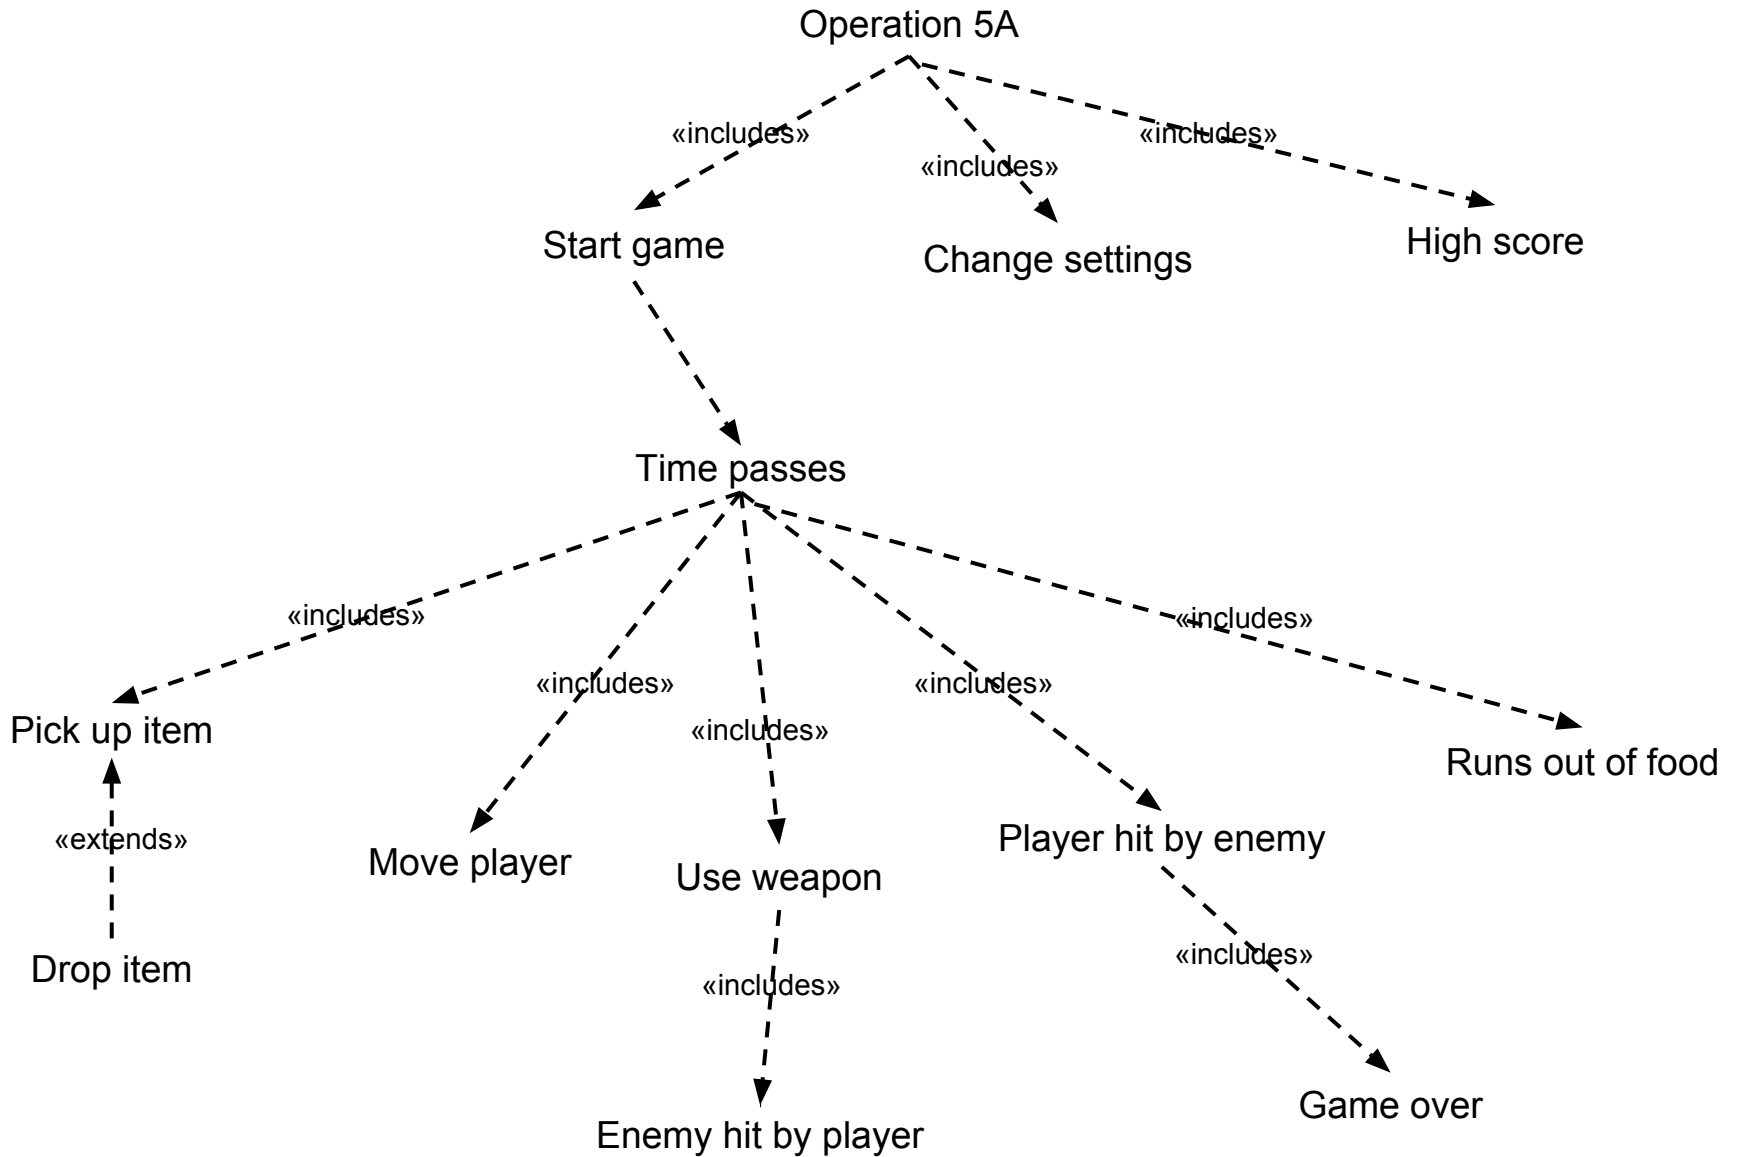 Operation 5A
«includes»
«includes»
«includes»
Start game
Change settings
High score
Time passes
«includes»
«includes»
«includes»
«includes»
«includes»
Pick up item
Move player
Use weapon
Player hit by enemy
Runs out of food
«extends»
«includes»
«includes»
Drop item
Enemy hit by player
Game over